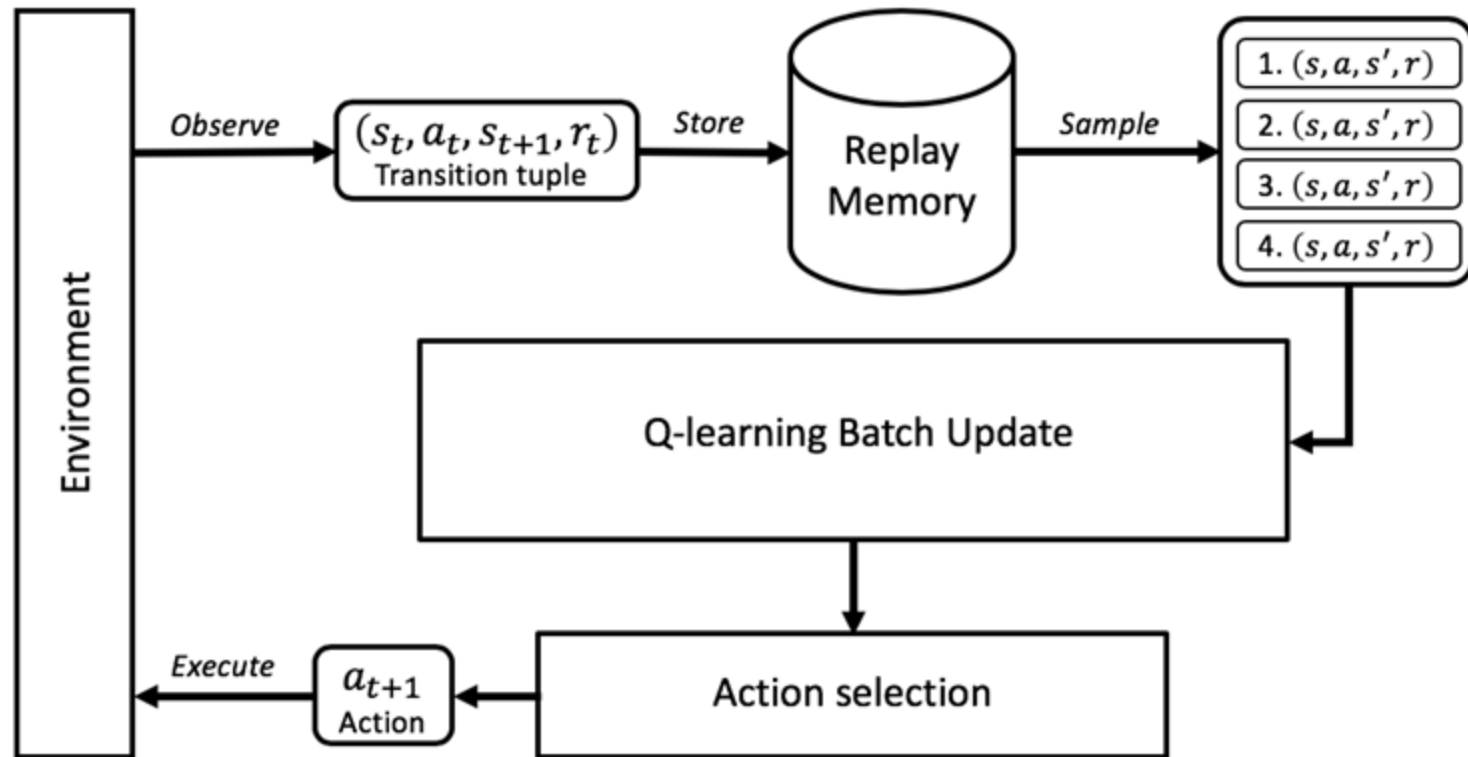 Environment
Observe
(s_t, a_t, s_{t+1}, r_t)
Transition tuple
Store
Replay
Memory
Sample
1. (s, a, s′, r)
2. (s, a, s′, r)
3. (s, a, s′, r)
4. (s, a, s′, r)
Q-learning Batch Update
Action selection
a_{t+1}
Action
Execute